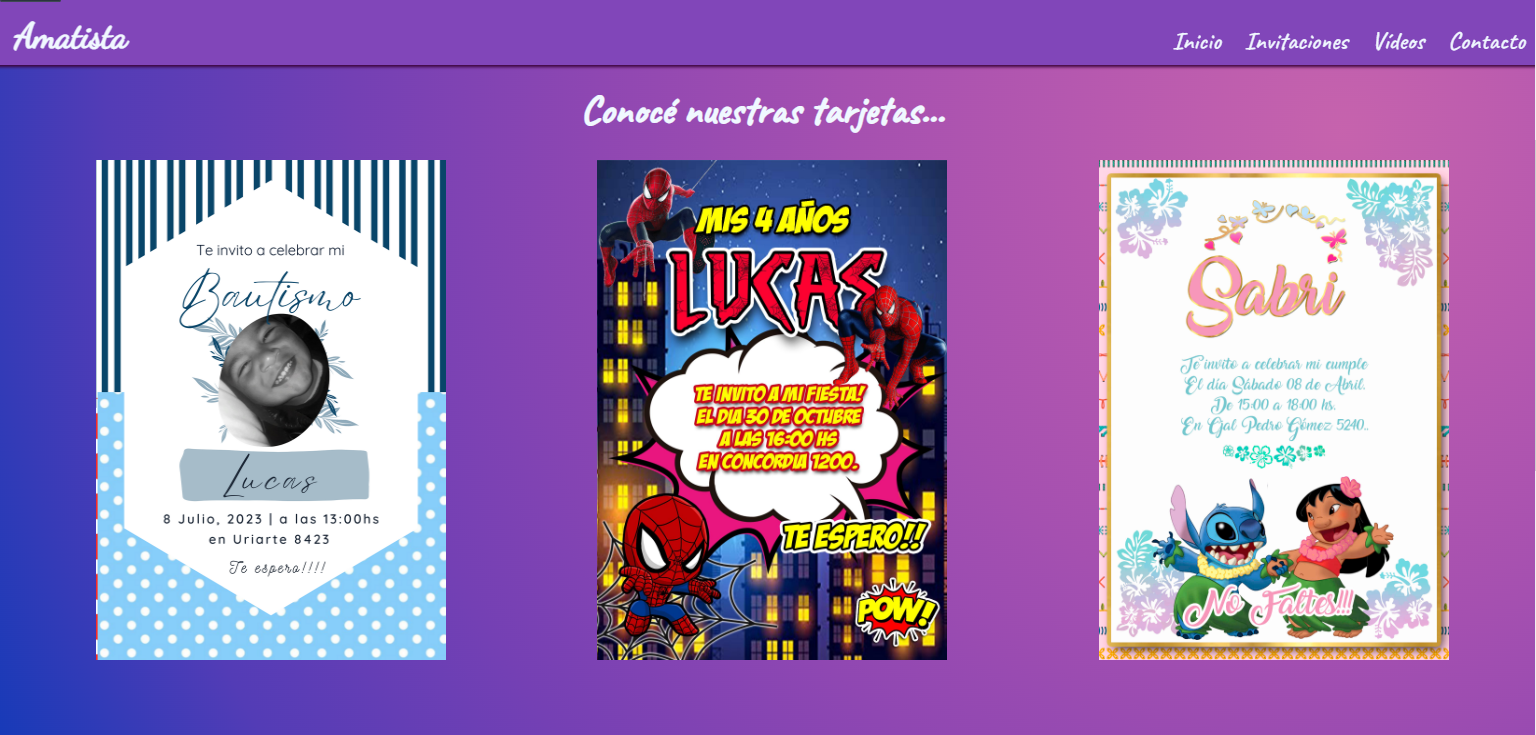 Amatista
Inicio Invitaciones Vídeos Contacto
Conocé nuestras tarjetas...
Te invito a celebrar mi
Bautismo
Lucas
8 Julio, 2023 | a las 13:00hs
en Uriarte 8423
Te espero!!!!
MIS 4 AÑOS
LUCAS
TE INVITO A MI FIESTA!
EL DIA 30 DE OCTUBRE
A LAS 16:00 HS
EN CONCORDIA 1200.
TE ESPERO!!
POW!
Sabri
Te invito a celebrar mi cumple
El día Sábado 08 de Abril.
De 15:00 a 18:00 hs.
En Gral Pedro Gómez 5240..
No Faltes!!!